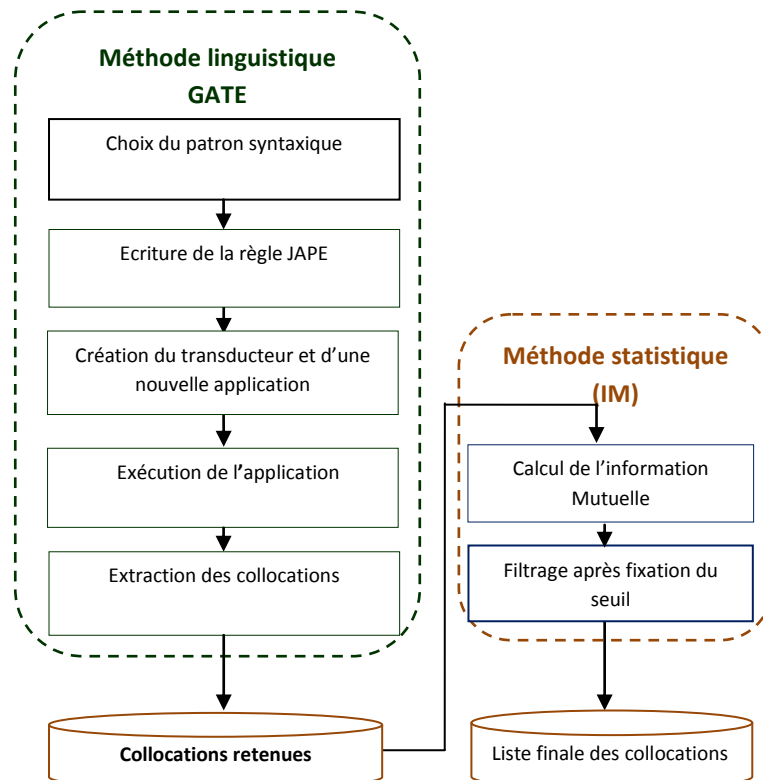 Méthode linguistique
GATE
Choix du patron syntaxique
Ecriture de la règle JAPE
Création du transducteur et d’une
nouvelle application
Exécution de l’application
Extraction des collocations
Collocations retenues
Méthode statistique
(IM)
Calcul de l’information
Mutuelle
Filtrage après fixation du
seuil
Liste finale des collocations